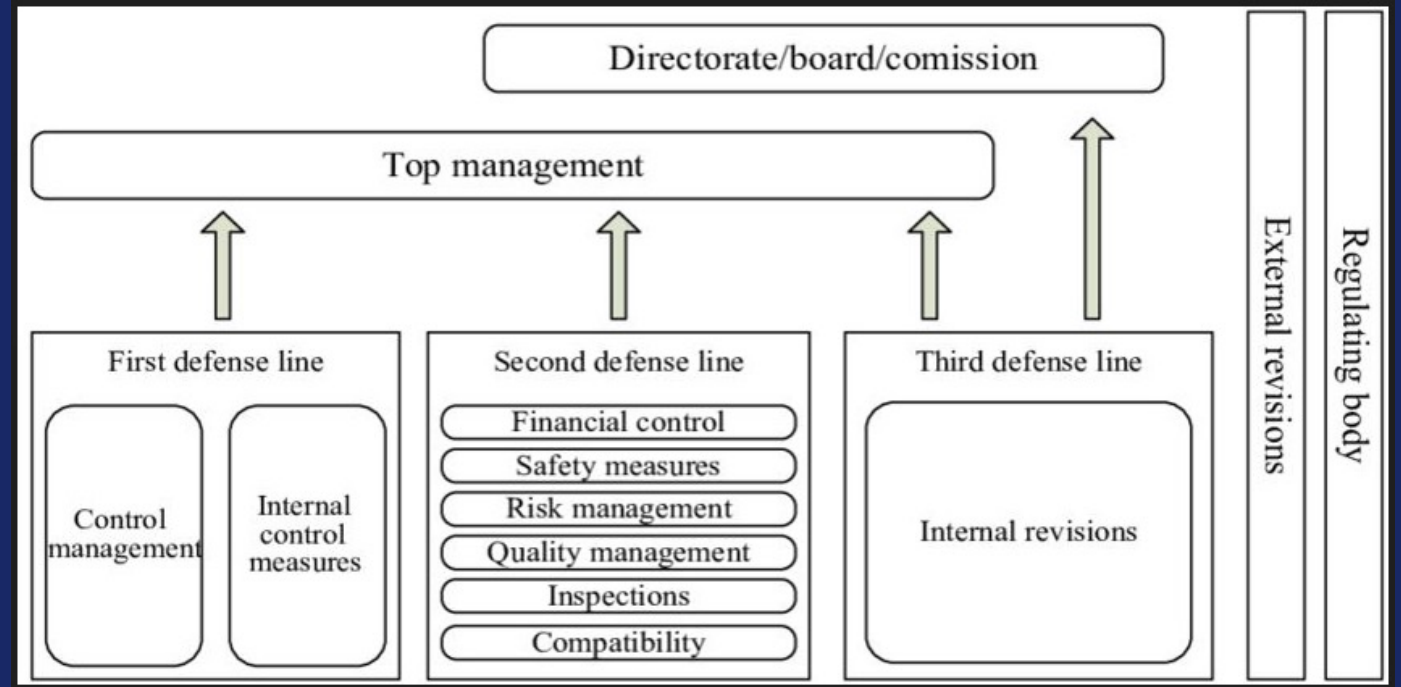 Directorate/board/comission
Top management
First defense line
Control
management
Internal
control
measures
Second defense line
Financial control
Safety measures
Risk management
Quality management
Inspections
Compatibility
Third defense line
Internal revisions
External revisions
Regulating body